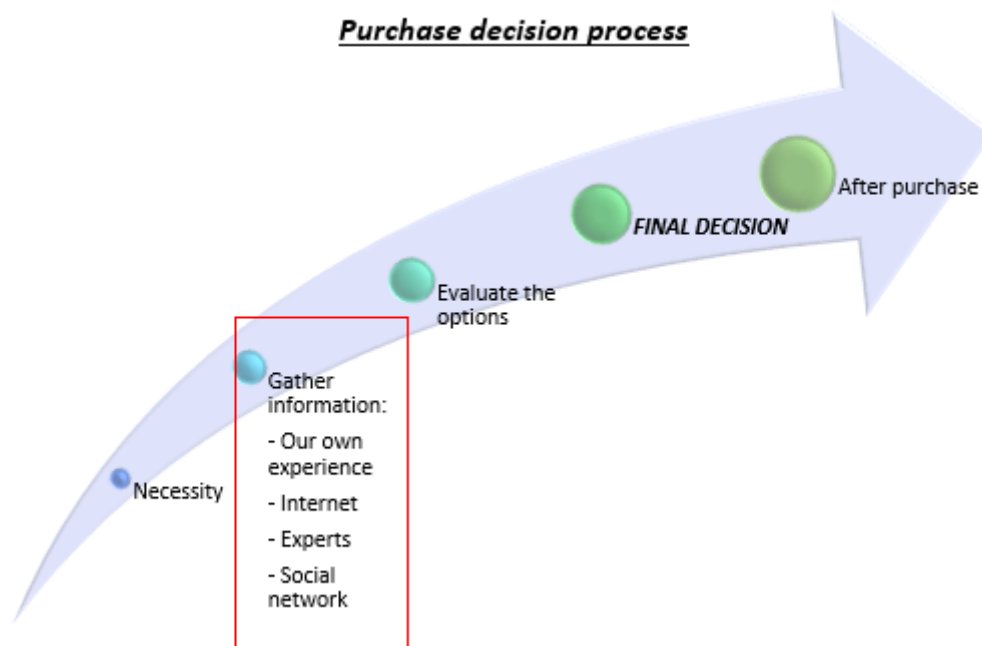 Purchase decision process
Necessity
Gather
information:
- Our own
experience
- Internet
- Experts
- Social
network
Evaluate the
options
FINAL DECISION
After purchase